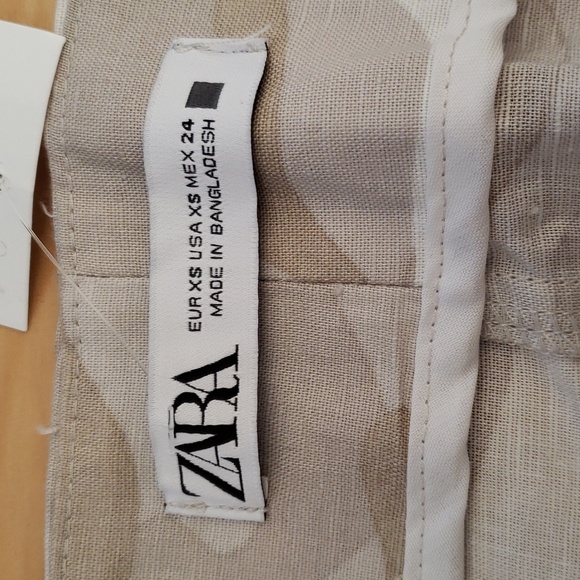 ZARA
EUR XS USA XS MEX 24
MADE IN BANGLADESH